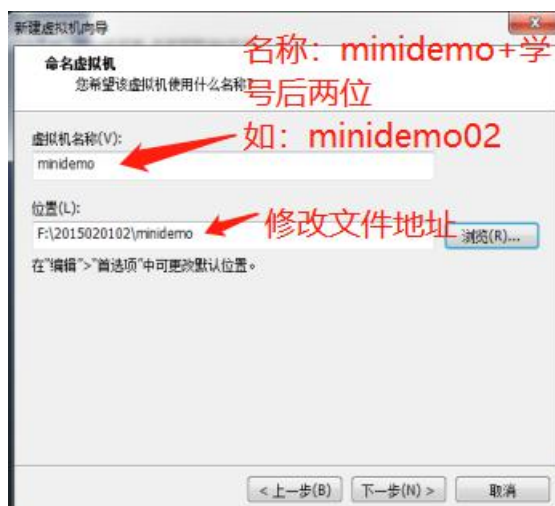 新建虚拟机向导
名称：minidemo+学
号后两位
如：minidemo02
命名虚拟机
您希望该虚拟机使用什么名称?
虚拟机名称(V):
minidemo
位置(L):
F:\2015020102\minidemo
修改文件地址
浏览(R)...
在"编辑">"首选项"中可更改默认位置。
<上一步(B)
下一步(N)>
取消